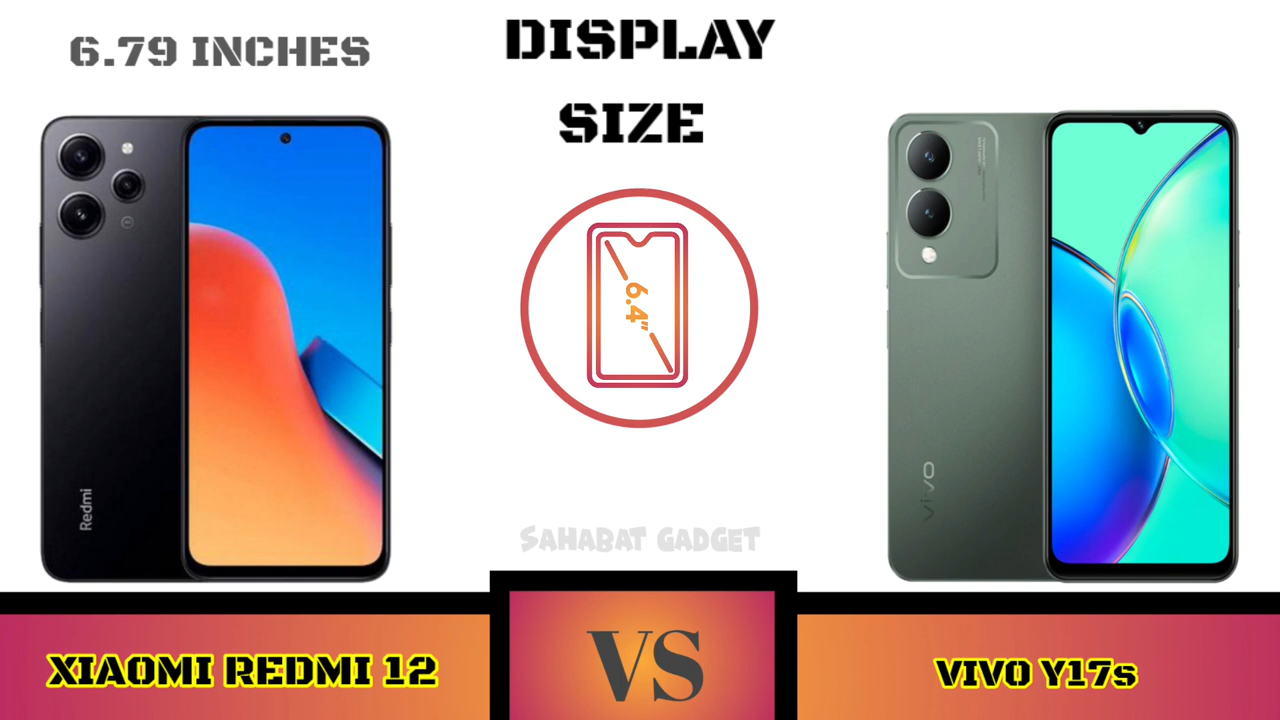 6.79 INCHES
DISPLAY
SIZE
6.4"
Redmi
vivo
SAHABAT GADGET
XIAOMI REDMI 12
VS
VIVO Y17s